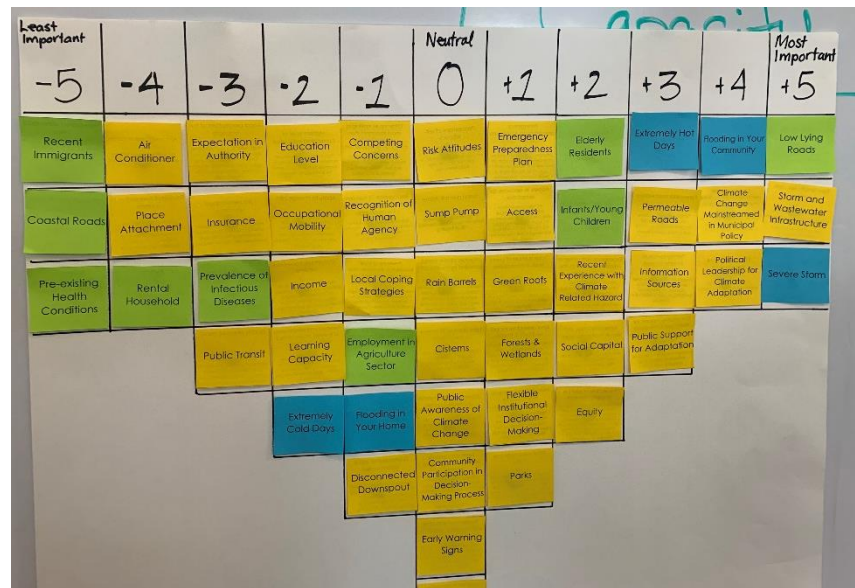 apacity!
Least
Important
Neutral
Most
Important
-5 -4 -3 -2 -1 0 +1 +2 +3 +4 +5
Recent
Immigrants
Air
Conditioner
Expectation in
Authority
Education
Level
Competing
Concerns
Risk Attitudes
Emergency
Preparedness
Plan
Elderly
Residents
Extremely Hot
Days
Flooding in Your
Community
Low Lying
Roads
Coastal Roads
Place
Attachment
Insurance
Occupational
Mobility
Recognition of
Human
Agency
Sump Pump
Access
Infants/Young
Children
Permeable
Roads
Climate
Change
Mainstreamed
in Municipal
Policy
Storm and
Wastewater
Infrastructure
Pre-existing
Health
Conditions
Rental
Household
Prevalence of
Infectious
Diseases
Income
Local Coping
Strategies
Rain Barrels
Green Roofs
Recent
Experience with
Climate
Related Hazard
Information
Sources
Political
Leadership for
Climate
Adaptation
Severe Storm
Public Transit
Learning
Capacity
Employment in
Agriculture
Sector
Cisterns
Forests &
Wetlands
Social Capital
Public Support
for Adaptation
Extremely
Cold Days
Flooding in
Your Home
Public
Awareness of
Climate
Change
Flexible
Institutional
Decision-
Making
Equity
Disconnected
Downspout
Community
Participation in
Decision-
Making Process
Parks
Early Warning
Signs